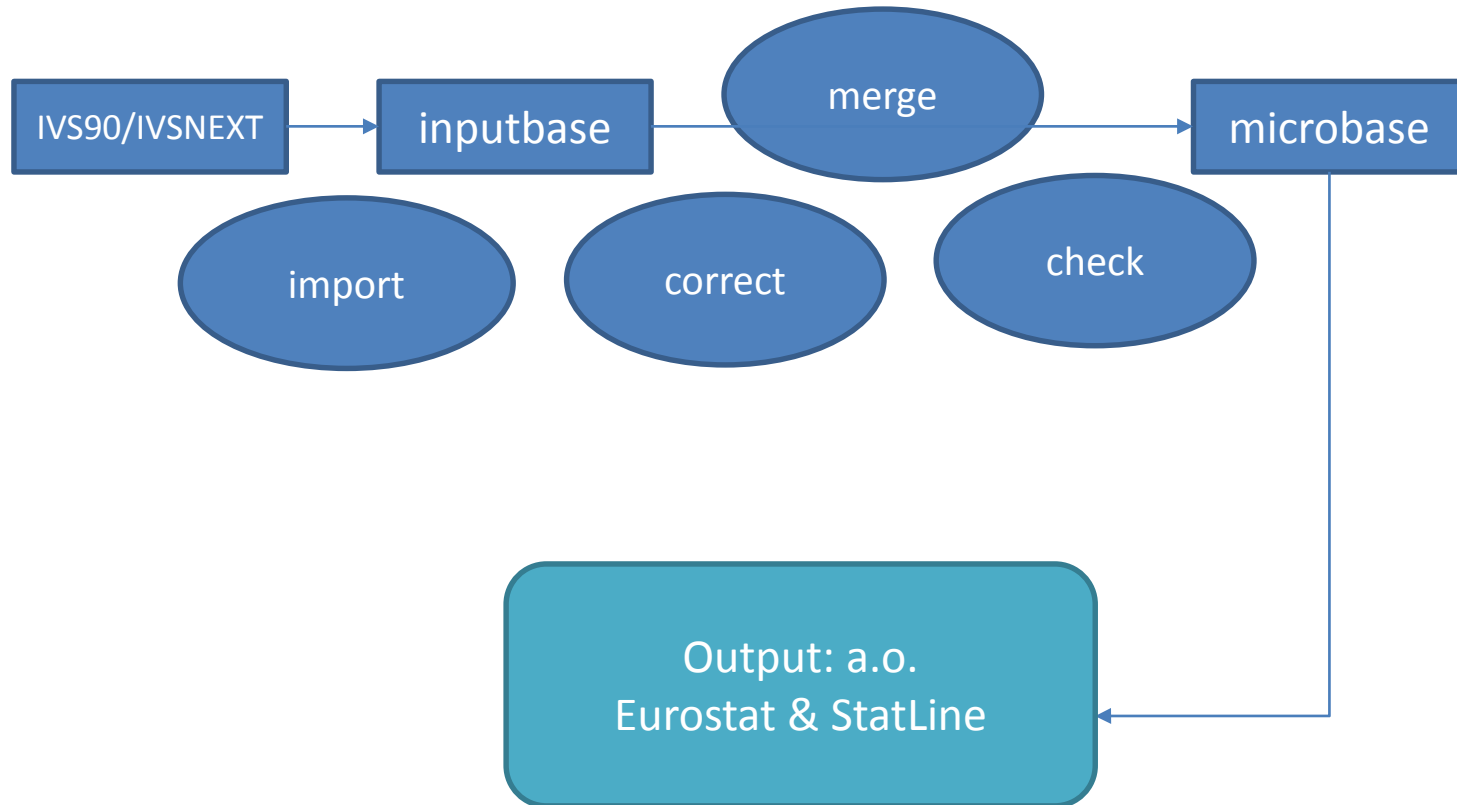 IVS90/IVSNEXT
inputbase
merge
microbase
import
correct
check
Output: a.o.
Eurostat & StatLine